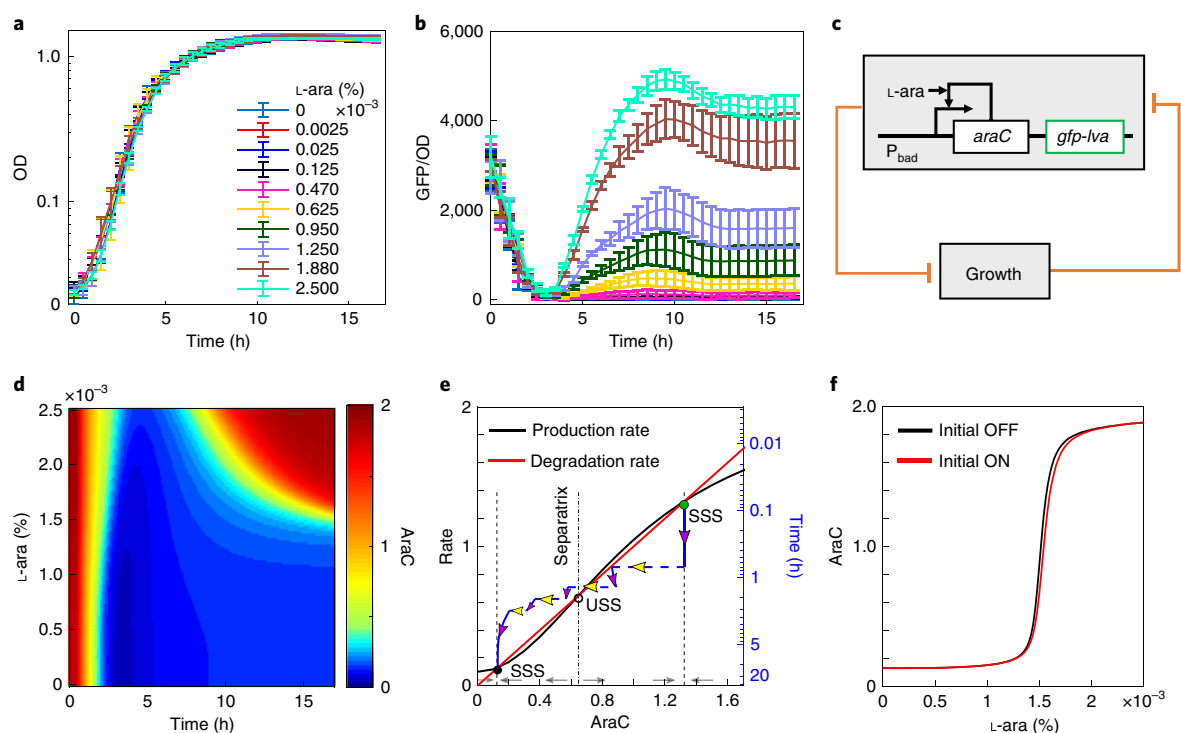 a
OD
1.0
0.1
0
0
5
10
15
Time (h)
L-ara (%)
0 ×10⁻³
0.0025
0.025
0.125
0.470
0.625
0.950
1.250
1.880
2.500
b
GFP/OD
6,000
4,000
2,000
0
0
5
10
15
Time (h)
c
L-ara
araC
gfp-lva
Pbad
Growth
d
×10⁻³
2.5
2.0
1.5
1.0
0.5
0
L-ara (%)
0
5
10
15
Time (h)
2
1
0
AraC
e
2
1
0
Rate
Production rate
Degradation rate
Separatrix
SSS
USS
SSS
0
0.4
0.8
1.2
1.6
AraC
0.01
0.1
1
5
20
Time (h)
f
2.0
1.0
0
AraC
Initial OFF
Initial ON
0
1
1.5
2
×10⁻³
L-ara (%)